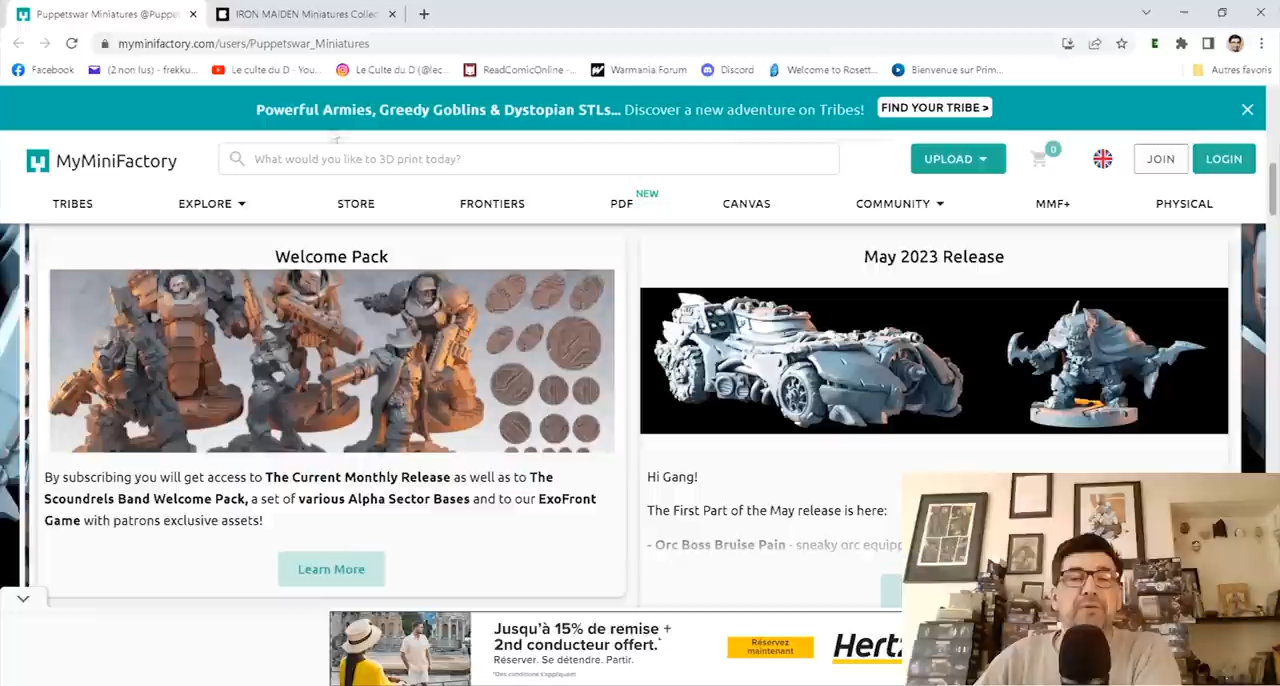 Puppetswar Miniatures @Puppet
IRON MAIDEN Miniatures Collec
myminifactory.com/users/Puppetswar_Miniatures
Facebook
(2 non lus) - frekku...
Le culte du D - You...
Le Culte du D (@lec...
ReadComicOnline -...
Warmania Forum
Discord
Welcome to Rosett...
Bienvenue sur Prim...
Autres favoris
Powerful Armies, Greedy Goblins & Dystopian STLs... Discover a new adventure on Tribes!
FIND YOUR TRIBE >
MyMiniFactory
What would you like to 3D print today?
UPLOAD
0
JOIN
LOGIN
TRIBES
EXPLORE
STORE
FRONTIERS
PDF NEW
CANVAS
COMMUNITY
MMF+
PHYSICAL
Welcome Pack
By subscribing you will get access to The Current Monthly Release as well as to The
Scoundrels Band Welcome Pack, a set of various Alpha Sector Bases and to our ExoFront
Game with patrons exclusive assets!
Learn More
May 2023 Release
Hi Gang!
The First Part of the May release is here:
- Orc Boss Bruise Pain - sneaky orc equipp
Jusqu'à 15% de remise +
2nd conducteur offert.*
Réserver. Se détendre. Partir.
*Des conditions s'appliquent
Réservez
maintenant
Hertz